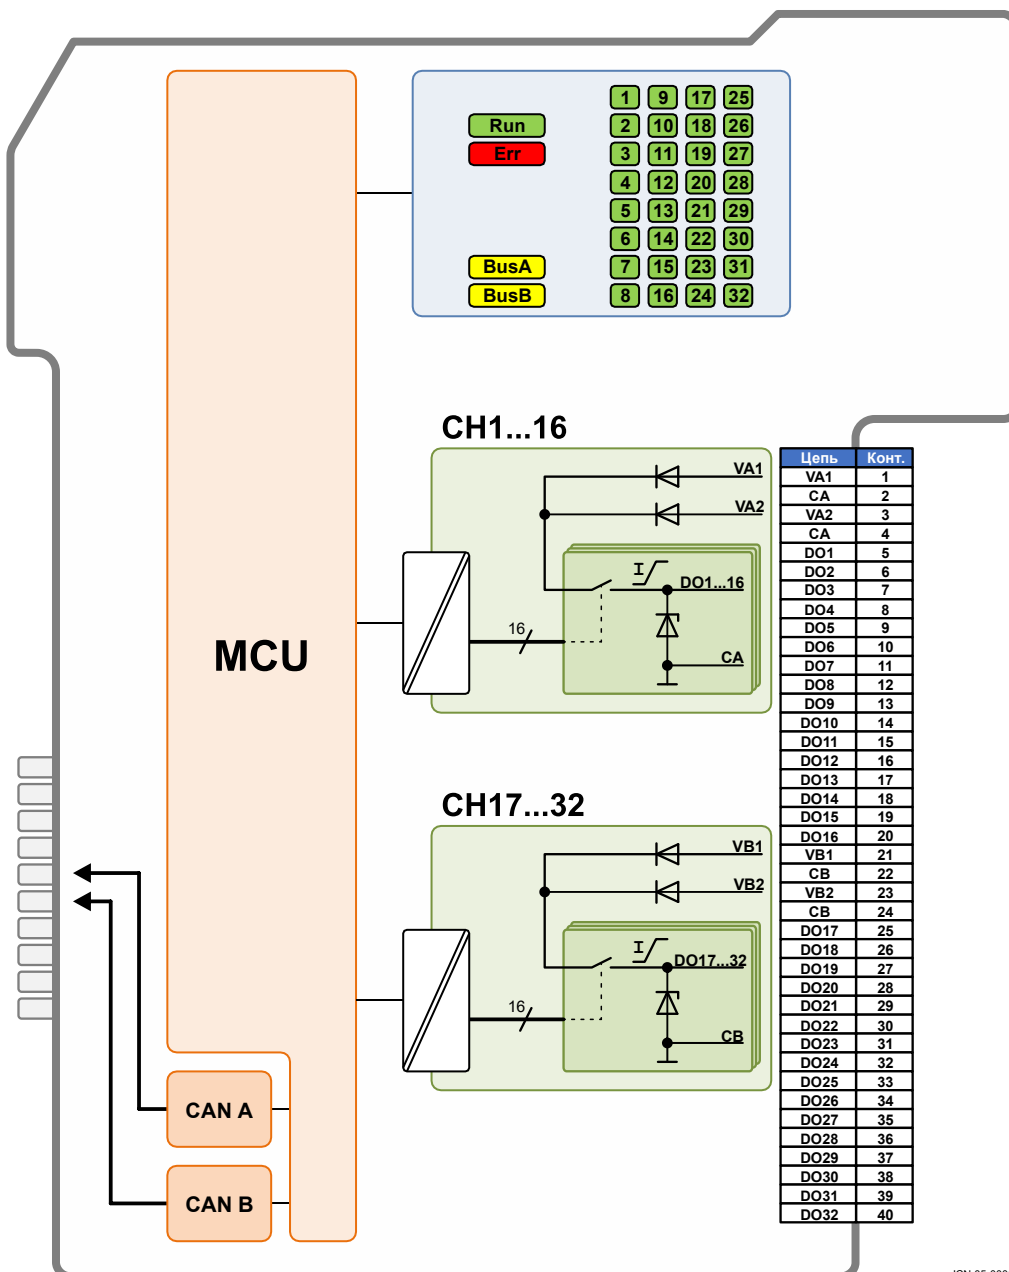 1 9 17 25
Run 2 10 18 26
Err 3 11 19 27
4 12 20 28
5 13 21 29
6 14 22 30
BusA 7 15 23 31
BusB 8 16 24 32
MCU
CH1...16
VA1
VA2
I
DO1...16
16
CA
CH17...32
VB1
VB2
I
DO17...32
16
CB
CAN A
CAN B
Цепь Конт.
VA1 1
CA 2
VA2 3
CA 4
DO1 5
DO2 6
DO3 7
DO4 8
DO5 9
DO6 10
DO7 11
DO8 12
DO9 13
DO10 14
DO11 15
DO12 16
DO13 17
DO14 18
DO15 19
DO16 20
VB1 21
CB 22
VB2 23
CB 24
DO17 25
DO18 26
DO19 27
DO20 28
DO21 29
DO22 30
DO23 31
DO24 32
DO25 33
DO26 34
DO27 35
DO28 36
DO29 37
DO30 38
DO31 39
DO32 40